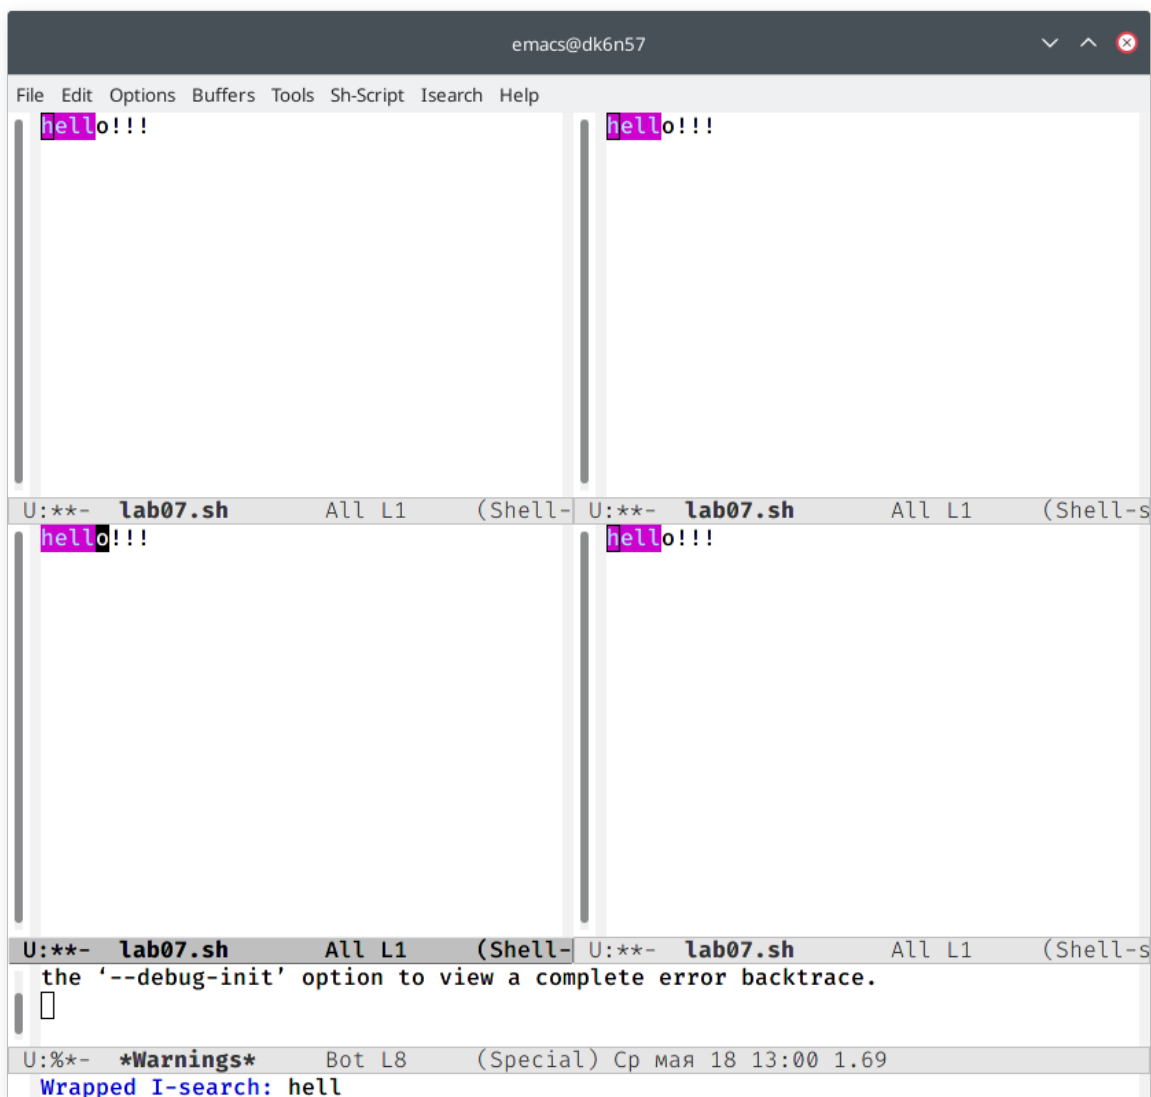 emacs@dk6n57
File Edit Options Buffers Tools Sh-Script Isearch Help
hello!!! hello!!!
U:**- lab07.sh All L1 (Shell- U:**- lab07.sh All L1 (Shell-s
hello!!! hello!!!
U:**- lab07.sh All L1 (Shell- U:**- lab07.sh All L1 (Shell-s
the ‘--debug-init’ option to view a complete error backtrace.
U:%*- *Warnings* Bot L8 (Special) Ср мая 18 13:00 1.69
Wrapped I-search: hell